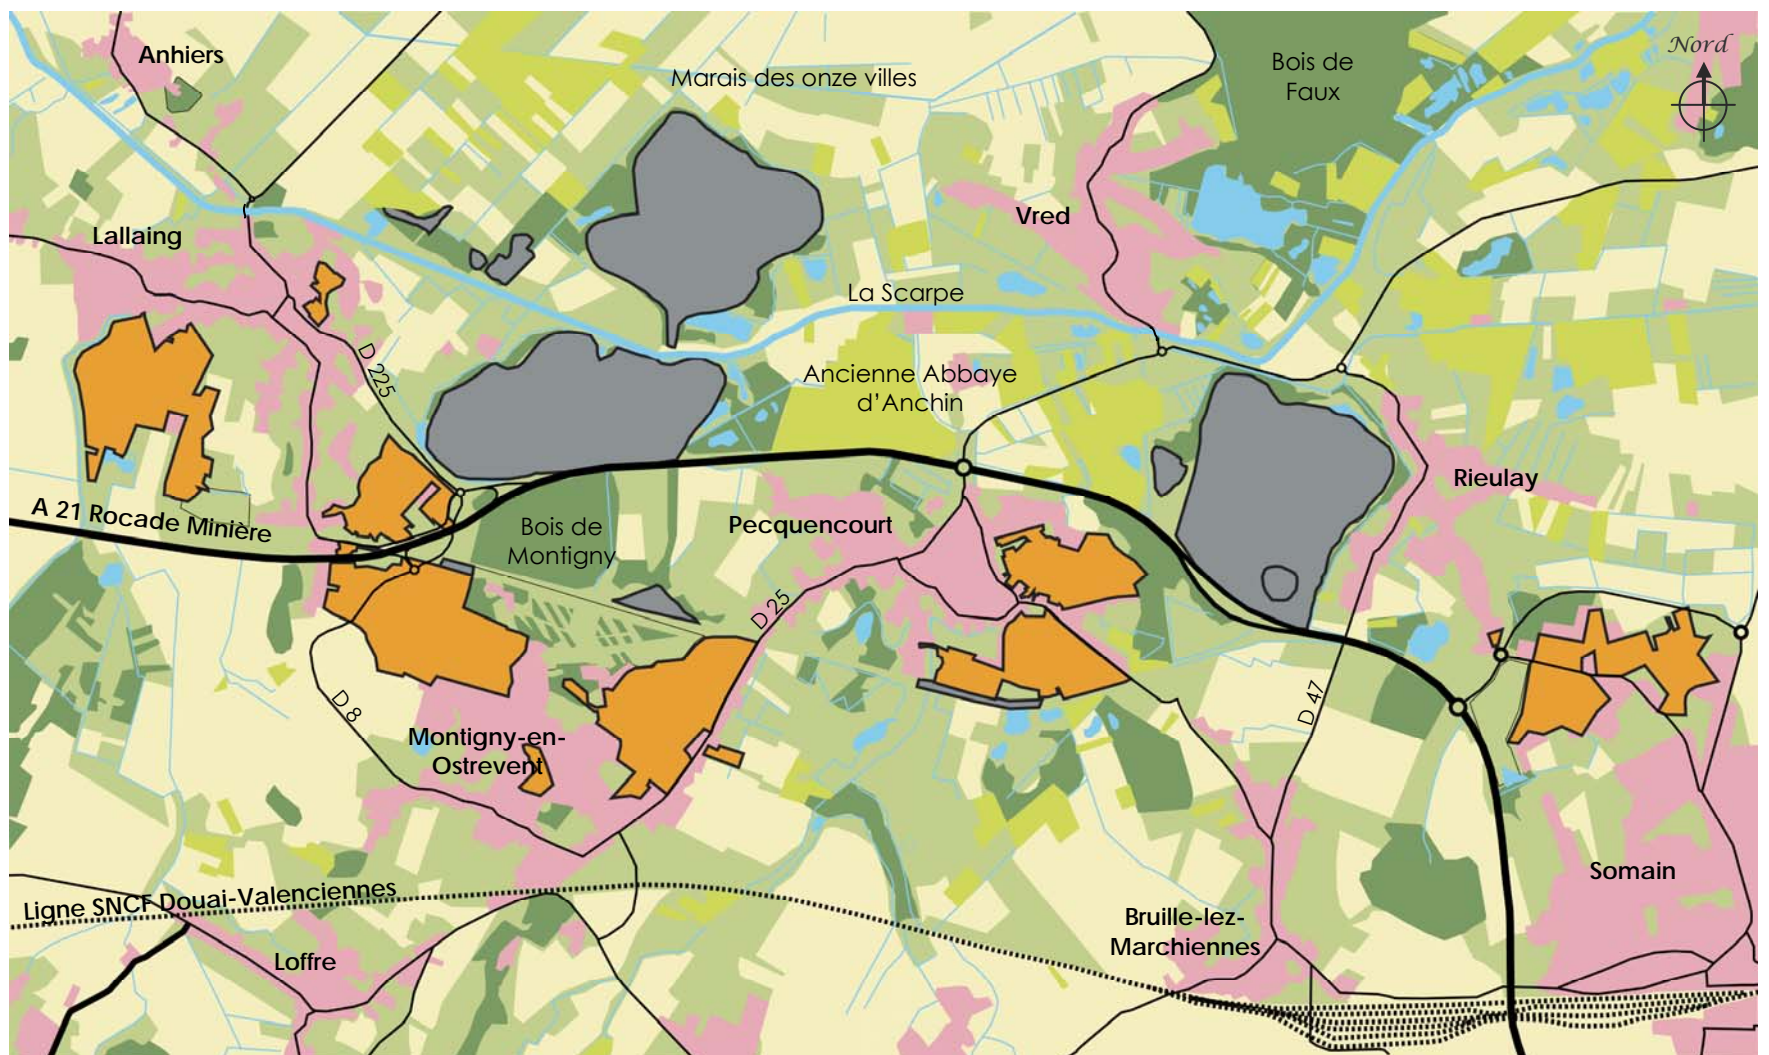 Anhiers
Marais des onze villes
Bois de
Faux
Nord
Lallaing
Vred
La Scarpe
D 225
Ancienne Abbaye
d'Anchin
Rieulay
A 21 Rocade Minière
Bois de
Montigny
Pecquencourt
D 25
D 8
D 47
Montigny-en-
Ostrevent
Somain
Ligne SNCF Douai-Valenciennes
Bruille-lez-
Marchiennes
Loffre